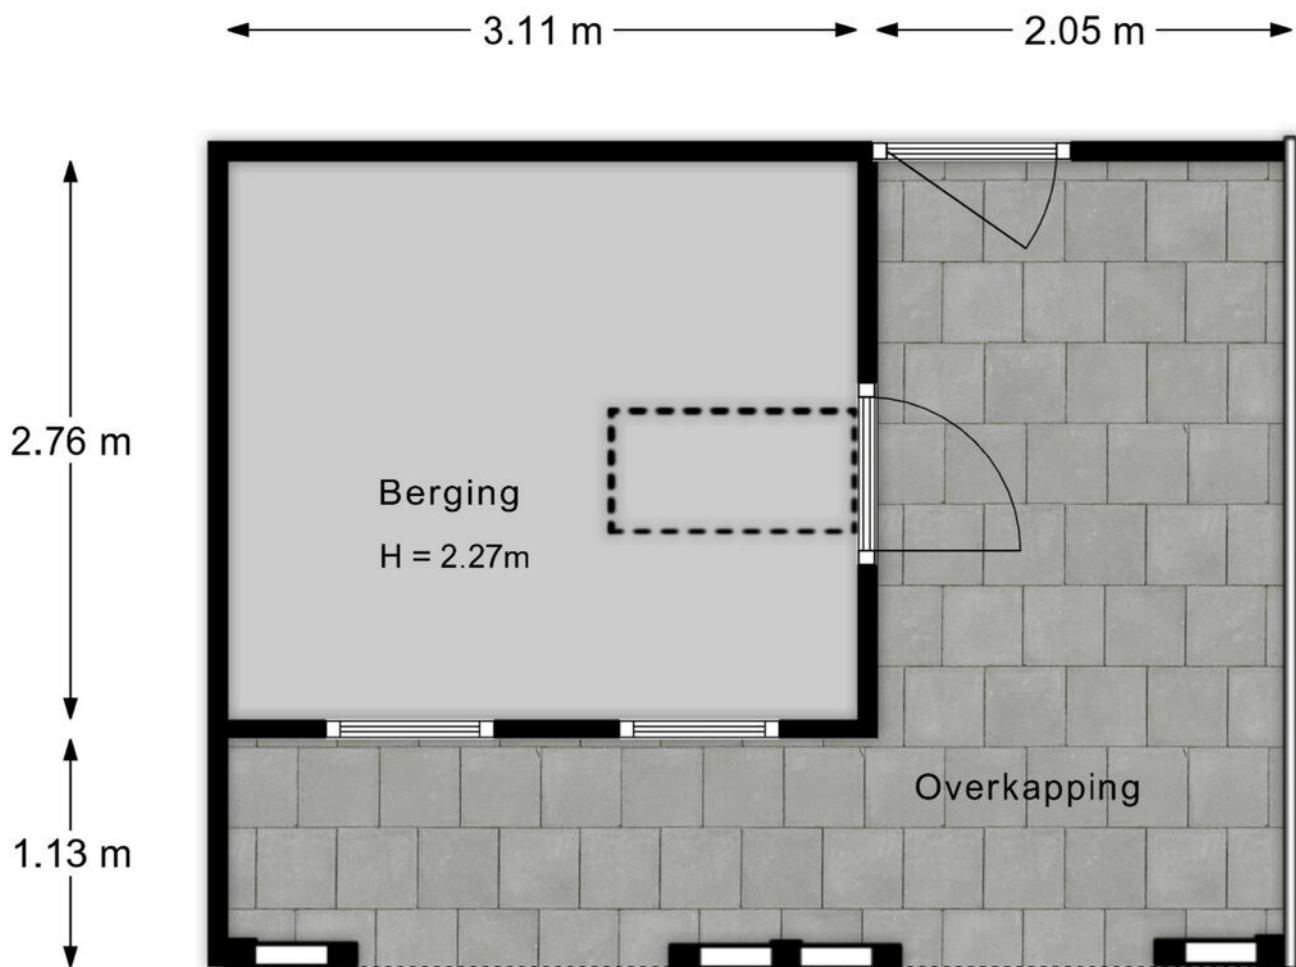 3.11 m
2.05 m
2.76 m
Berging
H = 2.27m
Overkapping
1.13 m